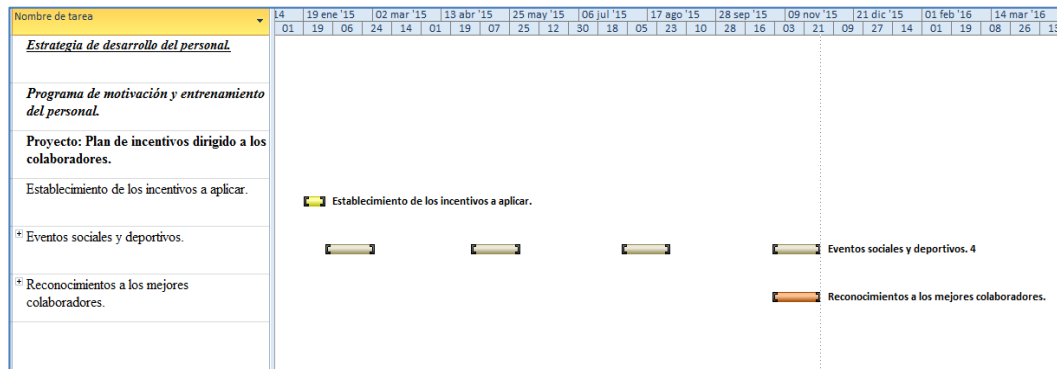 Nombre de tarea
14 19 ene '15 02 mar '15 13 abr '15 25 may '15 06 jul '15 17 ago '15 28 sep '15 09 nov '15 21 dic '15 01 feb '16 14 mar '16
01 19 06 24 14 01 19 07 25 12 30 18 05 23 10 28 16 03 21 09 27 14 01 19 08 26 13
Estrategia de desarrollo del personal.
Programa de motivación y entrenamiento
del personal.
Proyecto: Plan de incentivos dirigido a los
colaboradores.
Establecimiento de los incentivos a aplicar.
Establecimiento de los incentivos a aplicar.
Eventos sociales y deportivos.
Eventos sociales y deportivos. 4
Reconocimientos a los mejores
colaboradores.
Reconocimientos a los mejores colaboradores.